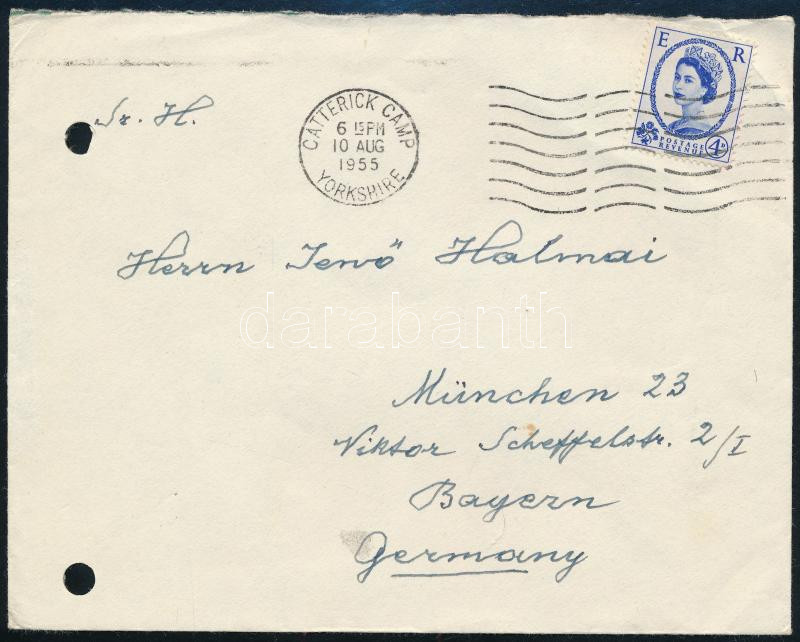 E R
POSTAGE
REVENUE 4D
CATTERICK CAMP
6 15 PM
10 AUG
1955
YORKSHIRE
Sr. H.
Herrn Jenö Halmai
darabanth
München 23
Viktor Scheffelstr. 2/I
Bayern
Germany